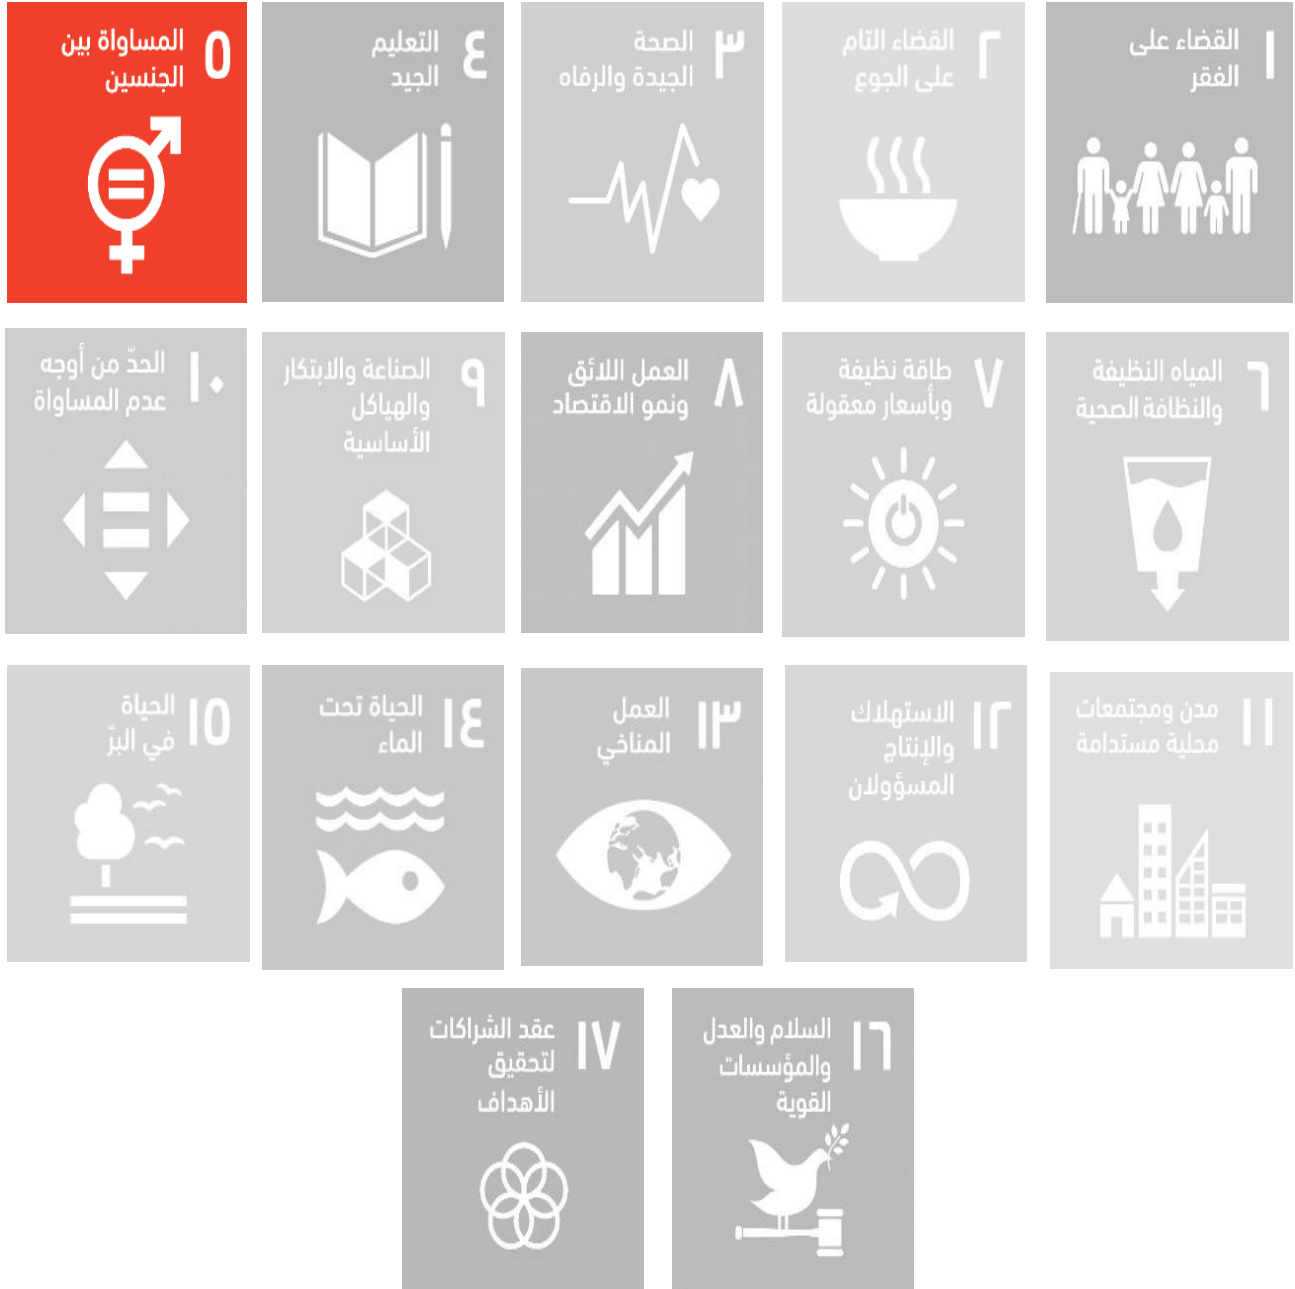 ١
القضاء على
الفقر
٢
القضاء التام
على الجوع
٣
الصحة
الجيدة والرفاه
٤
التعليم
الجيد
٥
المساواة بين
الجنسين
٦
المياه النظيفة
والنظافة الصحية
٧
طاقة نظيفة
وبأسعار معقولة
٨
العمل اللائق
ونمو الاقتصاد
٩
الصناعة والابتكار
والهياكل
الأساسية
١٠
الحدّ من أوجه
عدم المساواة
١١
مدن ومجتمعات
محلية مستدامة
١٢
الاستهلاك
والإنتاج
المسؤولان
١٣
العمل
المناخي
١٤
الحياة تحت
الماء
١٥
الحياة
في البرّ
١٦
السلام والعدل
والمؤسسات
القوية
١٧
عقد الشراكات
لتحقيق
الأهداف